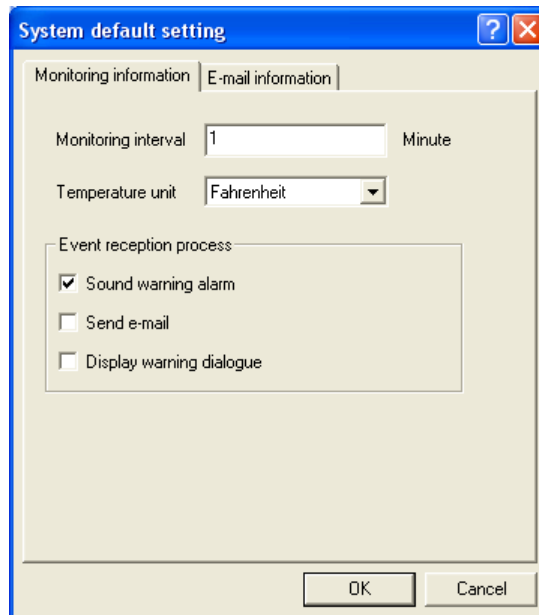 System default setting
Monitoring information E-mail information
Monitoring interval 1 Minute
Temperature unit Fahrenheit
Event reception process
Sound warning alarm
Send e-mail
Display warning dialogue
OK Cancel